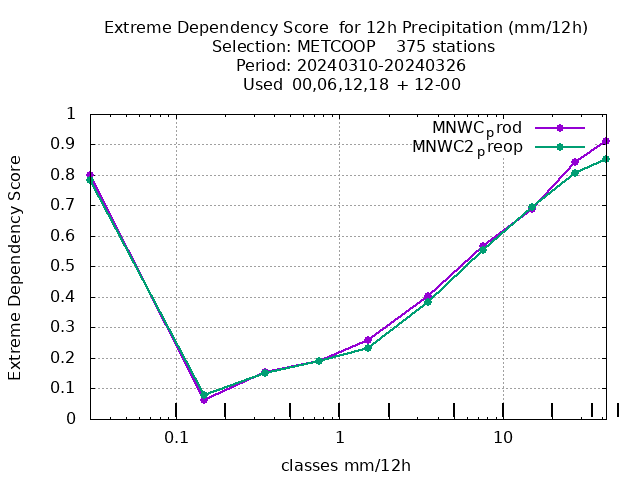 Extreme Dependency Score  for 12h Precipitation (mm/12h)
Selection: METCOOP    375 stations
Period: 20240310-20240326
Used  00,06,12,18  + 12-00
MNWCprod
MNWC2preop
1
0.9
0.8
0.7
0.6
0.5
0.4
0.3
0.2
0.1
0
Extreme Dependency Score
0.1 1 10
classes mm/12h